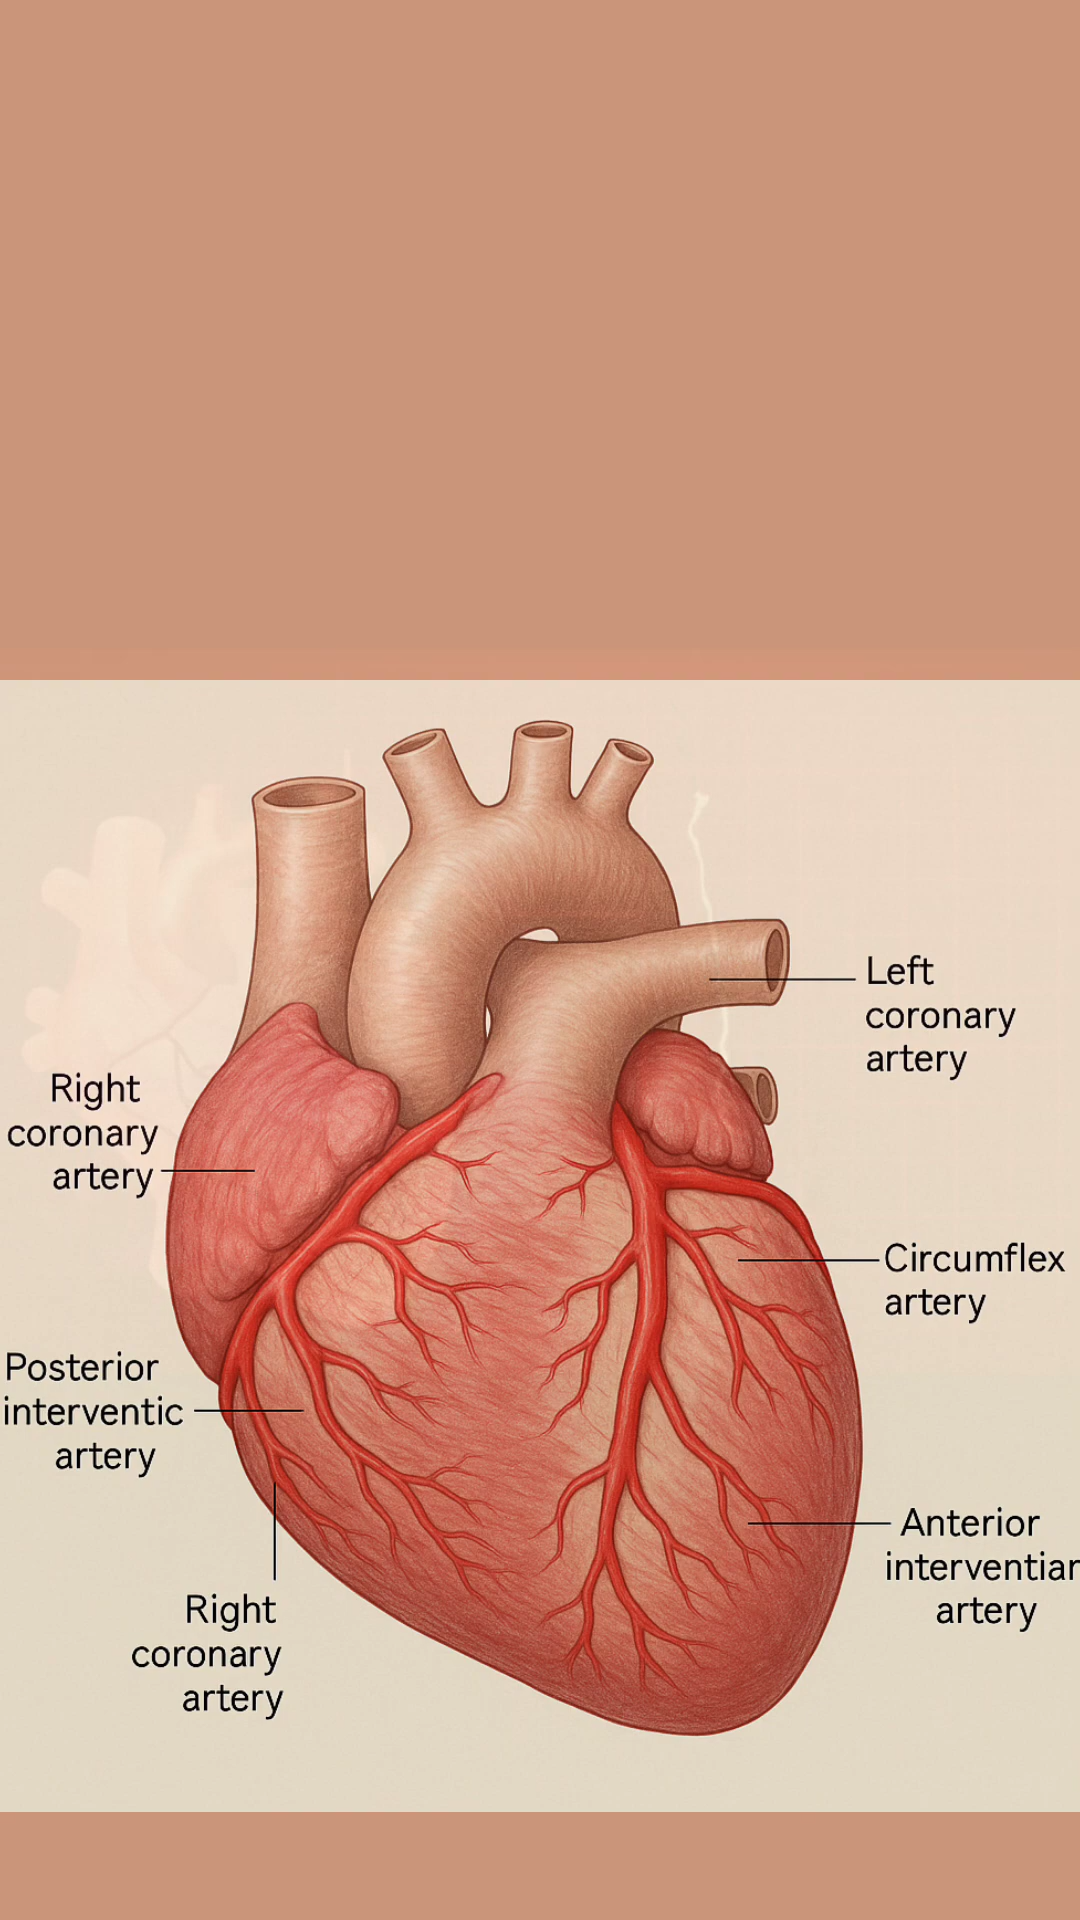 Left
coronary
artery
Right
coronary
artery
Circumflex
artery
Posterior
interventic
artery
Anterior
interventiar
artery
Right
coronary
artery